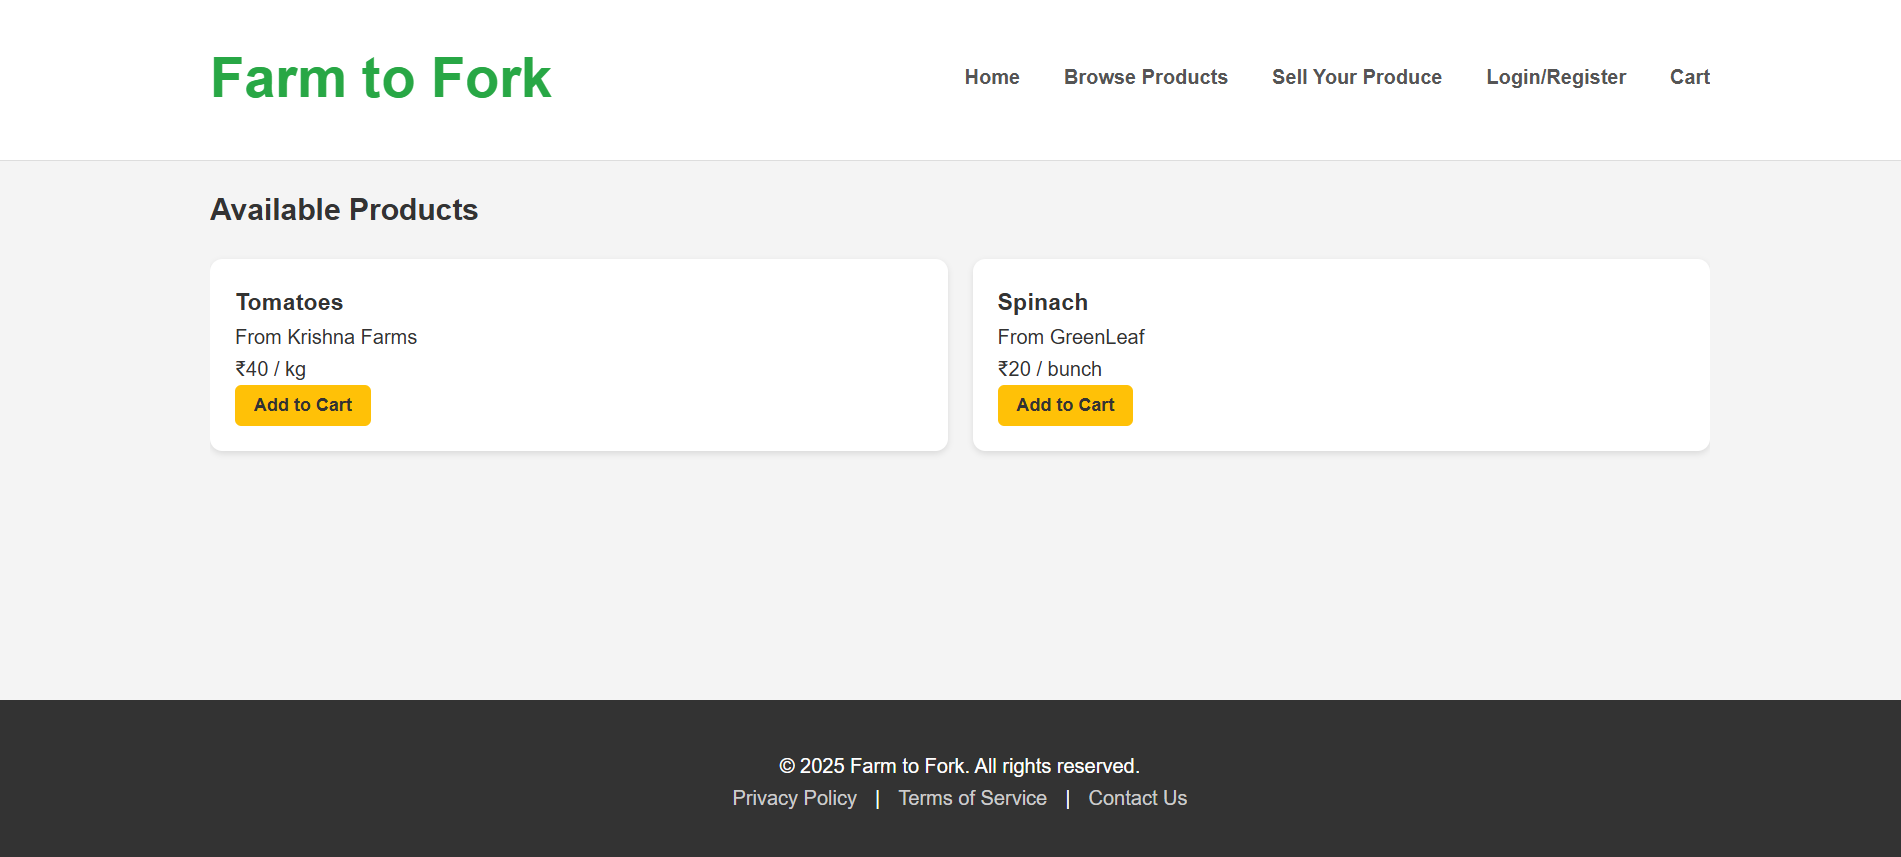 Farm to Fork
Home Browse Products Sell Your Produce Login/Register Cart
Available Products
Tomatoes
From Krishna Farms
₹40 / kg
Add to Cart
Spinach
From GreenLeaf
₹20 / bunch
Add to Cart
© 2025 Farm to Fork. All rights reserved.
Privacy Policy | Terms of Service | Contact Us